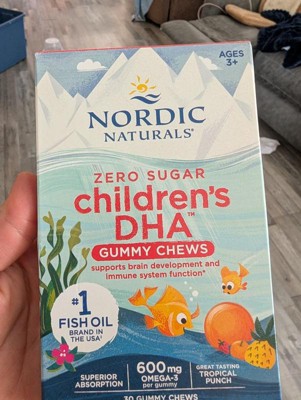 AGES
3+
NORDIC
NATURALS®
ZERO SUGAR
children's
DHA™
GUMMY CHEWS
supports brain development and
immune system function*
#1
FISH OIL
BRAND IN
THE USA†
SUPERIOR
ABSORPTION
600mg
OMEGA-3
per gummy
GREAT TASTING
TROPICAL
PUNCH
30 GUMMY CHEWS